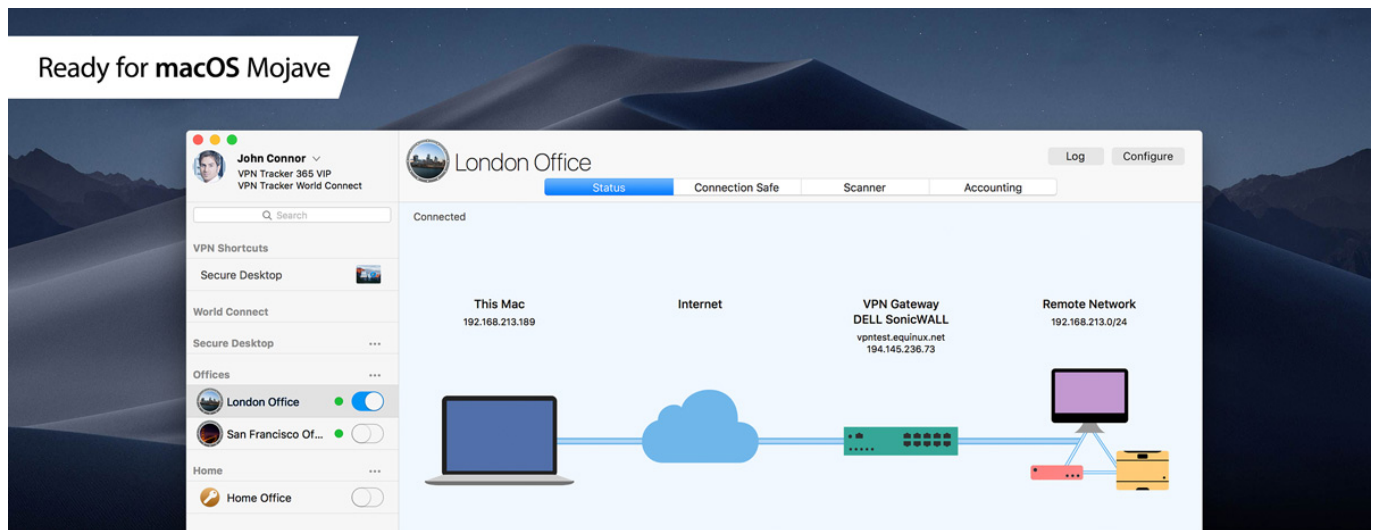 Ready for macOS Mojave
John Connor
VPN Tracker 365 VIP
VPN Tracker World Connect
Search
VPN Shortcuts
Secure Desktop
World Connect
Secure Desktop
Offices
London Office
San Francisco Of...
Home
Home Office
London Office
Log
Configure
Status
Connection Safe
Scanner
Accounting
Connected
This Mac
192.168.213.189
Internet
VPN Gateway
DELL SonicWALL
vpntest.equinux.net
194.145.236.73
Remote Network
192.168.213.0/24